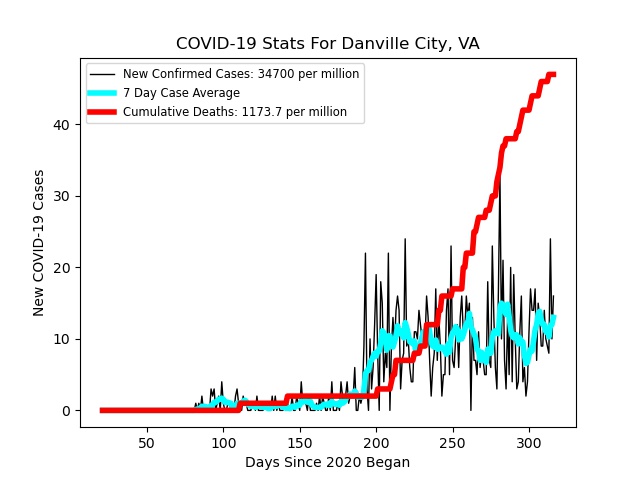 COVID-19 Stats For Danville City, VA
New Confirmed Cases: 34700 per million
7 Day Case Average
Cumulative Deaths: 1173.7 per million
New COVID-19 Cases
40
30
20
10
0
50 100 150 200 250 300
Days Since 2020 Began